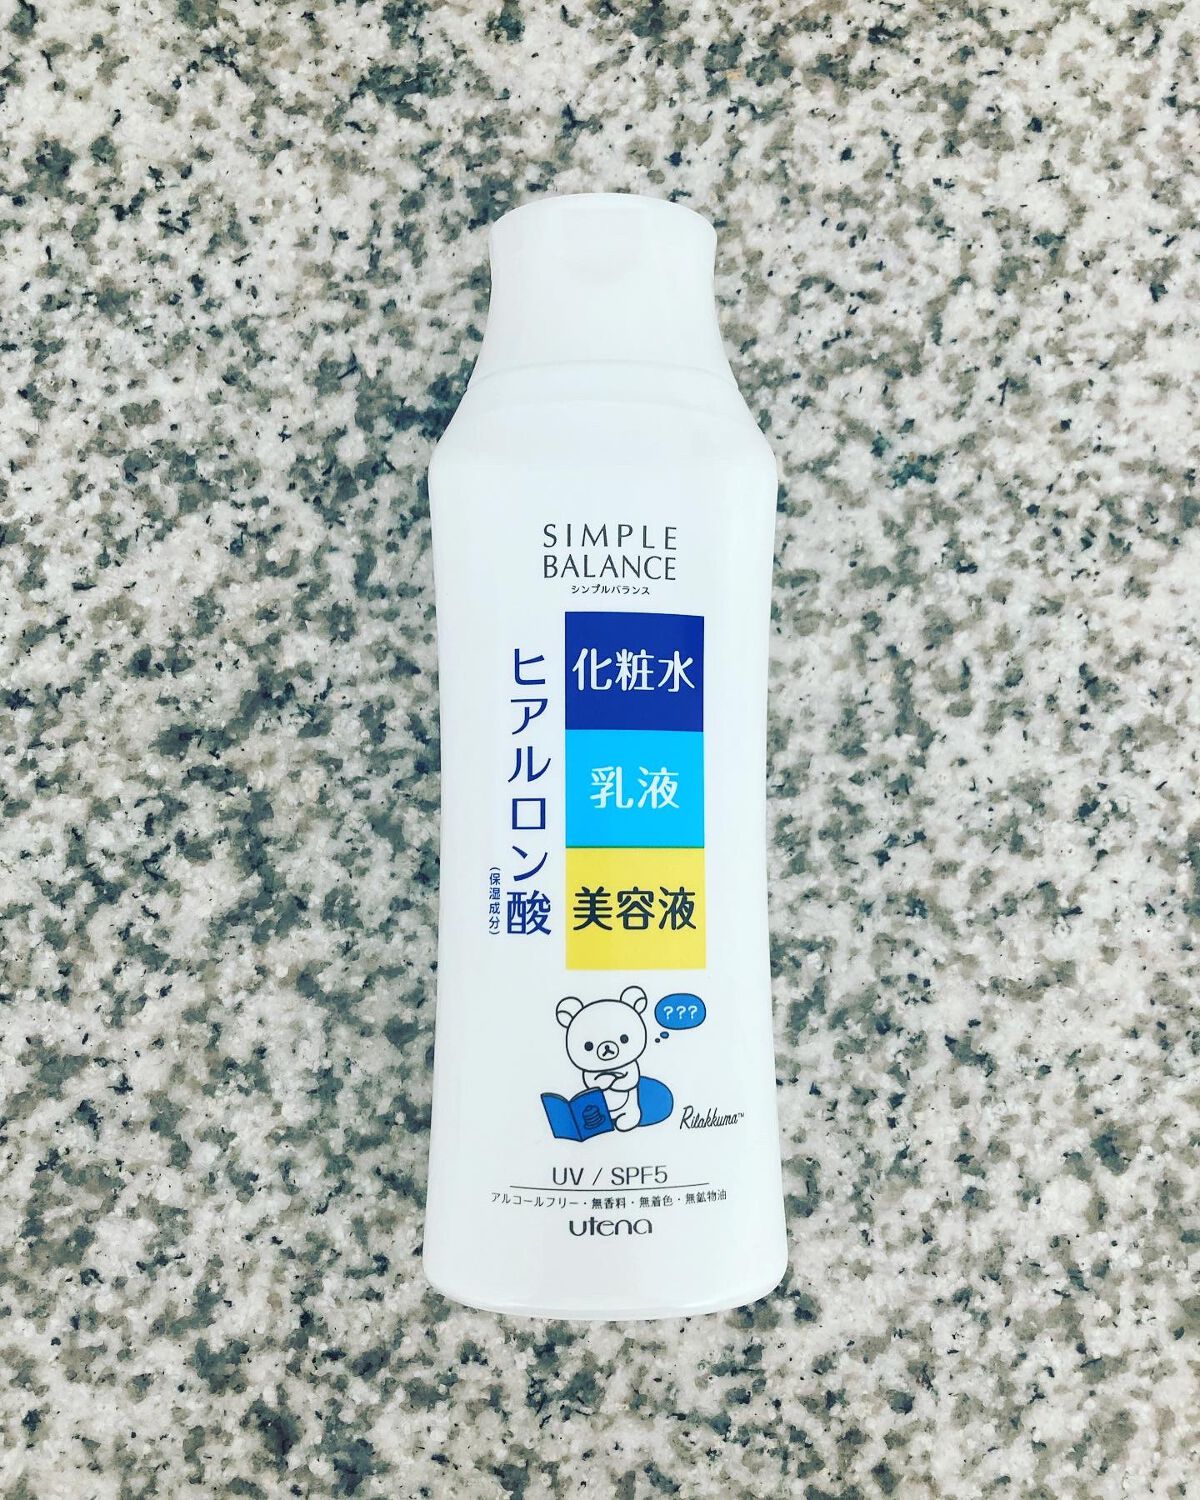 SIMPLE
BALANCE
シンプルバランス
化粧水
乳液
美容液
ヒアルロン酸
(保湿成分)
???
Rilakkuma™
UV / SPF5
アルコールフリー・無香料・無着色・無鉱物油
utena